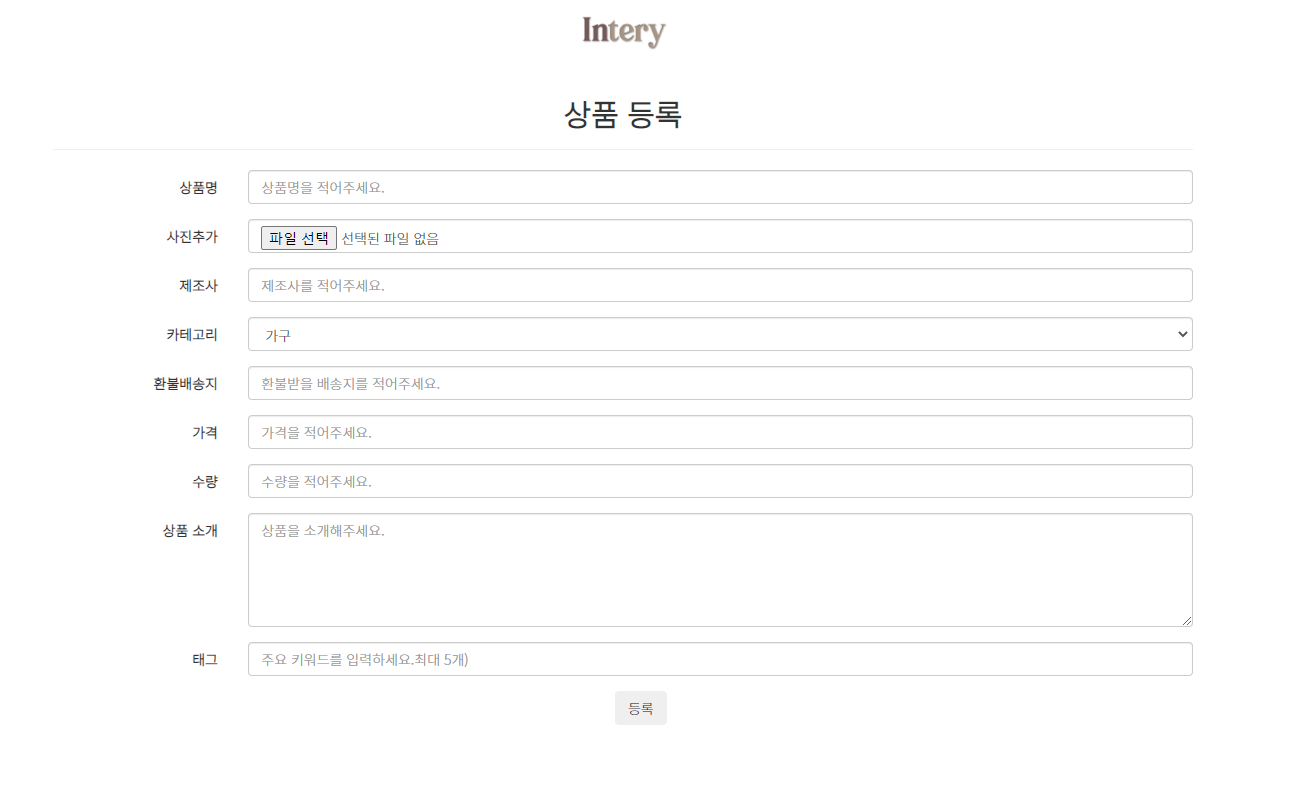 Intery
상품 등록
상품명 상품명을 적어주세요.
사진추가 파일 선택 선택된 파일 없음
제조사 제조사를 적어주세요.
카테고리 가구
환불배송지 환불받을 배송지를 적어주세요.
가격 가격을 적어주세요.
수량 수량을 적어주세요.
상품 소개 상품을 소개해주세요.
태그 주요 키워드를 입력하세요.최대 5개)
등록